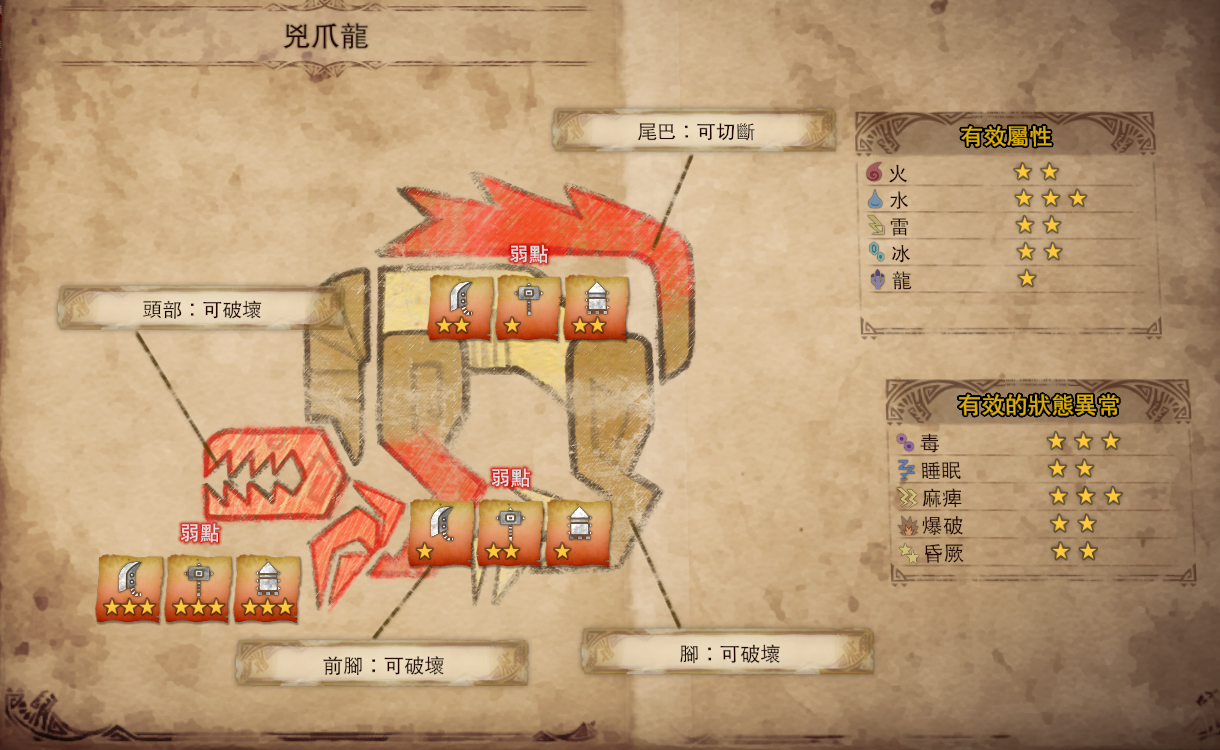 兇爪龍
尾巴：可切斷
有效屬性
火
水
雷
冰
龍
弱點
頭部：可破壞
有效的狀態異常
毒
睡眠
麻痺
爆破
昏厥
弱點
弱點
前腳：可破壞
腳：可破壞